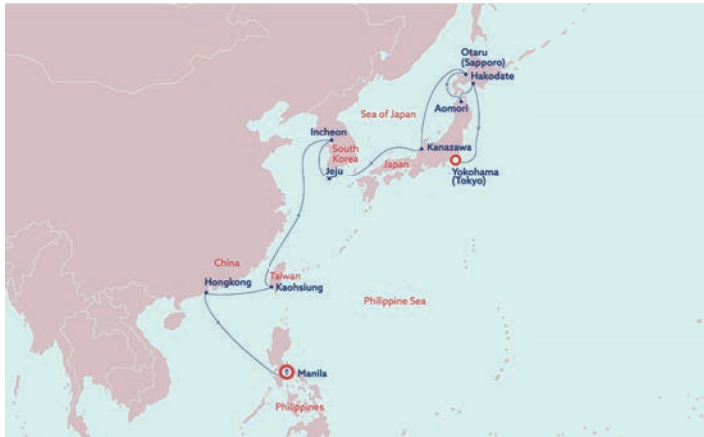 Otaru
(Sapporo)
Hakodate
Sea of Japan
Aomori
Incheon
South
Korea
Kanazawa
Japan
Jeju
Yokohama
(Tokyo)
China
Taiwan
Hongkong
Kaohsiung
Philippine Sea
Manila
Philippines